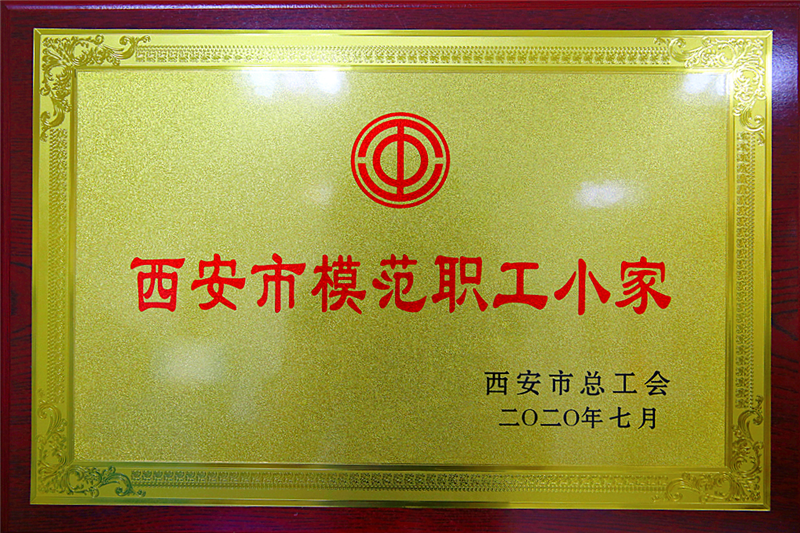 西安市模范职工小家
西安市总工会
二〇二〇年七月